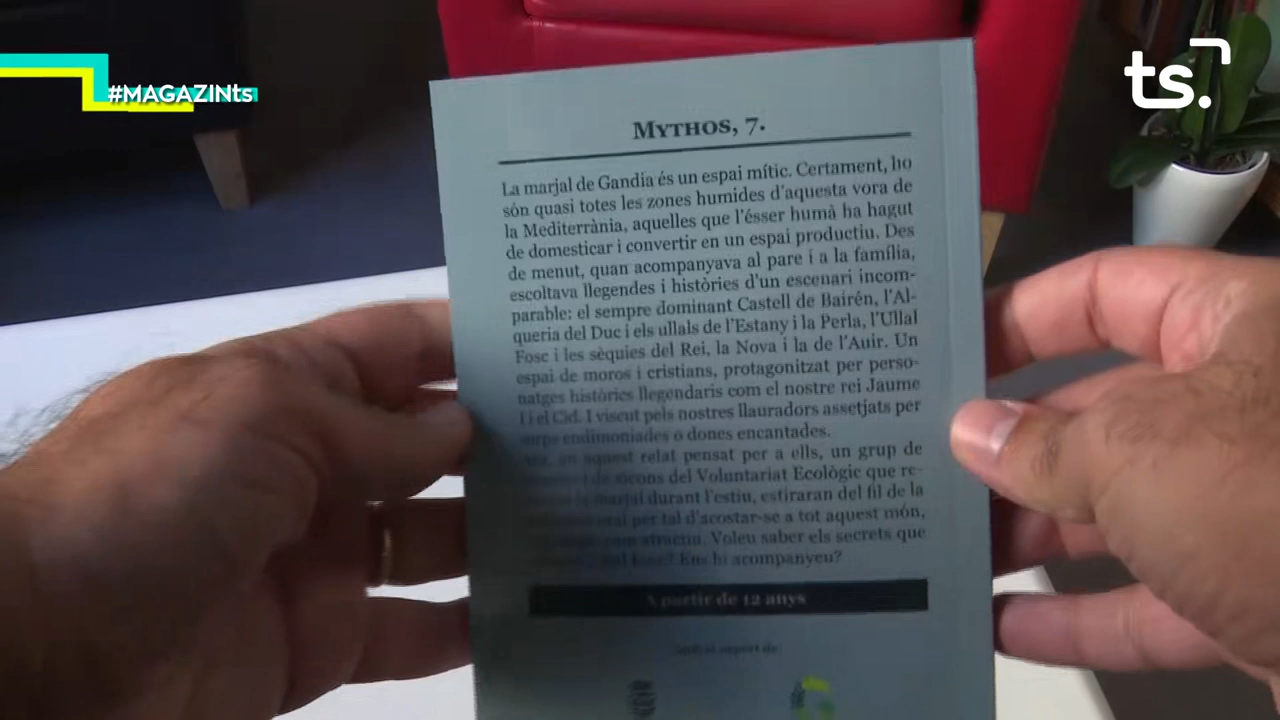 #MAGAZINts
ts.
MYTHOS, 7.
La marjal de Gandia és un espai mític. Certament, ho
són quasi totes les zones humides d'aquesta vora de
la Mediterrània, aquelles que l'ésser humà ha hagut
de domesticar i convertir en un espai productiu. Des
de menut, quan acompanyava al pare i a la família,
escoltava llegendes i històries d'un escenari incom-
parable: el sempre dominant Castell de Bairén, l'Al-
queria del Duc i els ullals de l'Estany i la Perla, l'Ullal
Fosc i les sèquies del Rei, la Nova i la de l'Auir. Un
espai de moros i cristians, protagonitzat per perso-
natges històrics llegendaris com el nostre rei Jaume
I i el Cid. I viscut pels nostres llauradors assetjats per
serps endimoniades o dones encantades.
en aquest relat pensat per a ells, un grup de
i de xicons del Voluntariat Ecològic que re-
la marjal durant l'estiu, estiraran del fil de la
per tal d'acostar-se a tot aquest món,
Voleu saber els secrets que
Ens hi acompanyeu?
A partir de 12 anys
Amb el suport de: